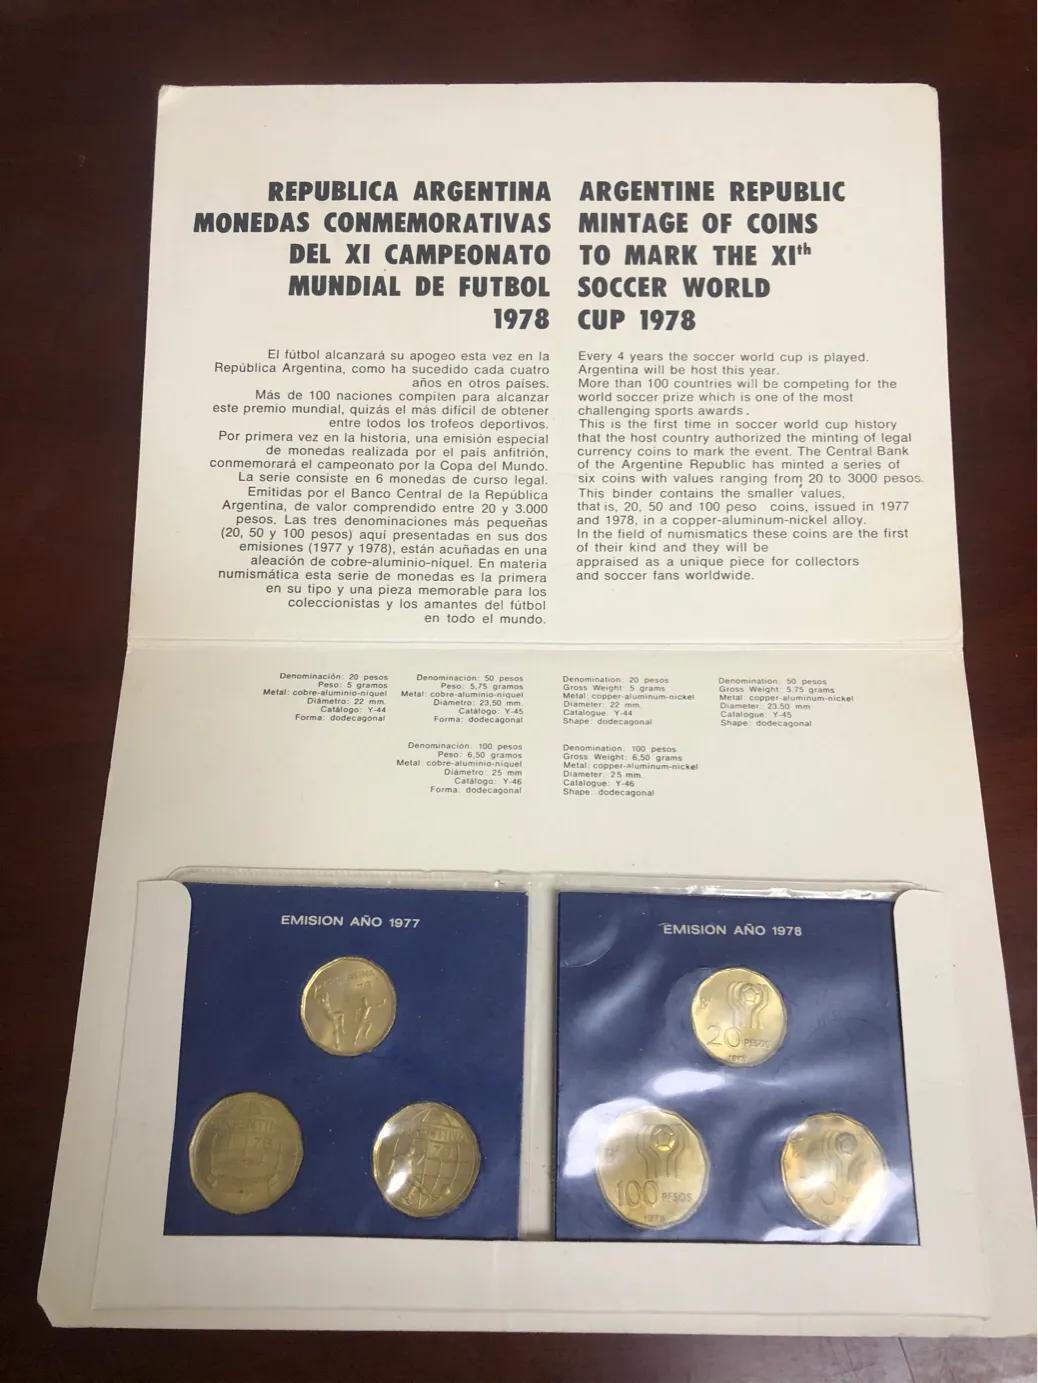 REPUBLICA ARGENTINA
MONEDAS CONMEMORATIVAS
DEL XI CAMPEONATO
MUNDIAL DE FUTBOL
1978
El fútbol alcanzará su apogeo esta vez en la
República Argentina, como ha sucedido cada cuatro
años en otros países.
Más de 100 naciones compiten para alcanzar
este premio mundial, quizás el más difícil de obtener
entre todos los trofeos deportivos.
Por primera vez en la historia, una emisión especial
de monedas realizada por el país anfitrión,
conmemorará el campeonato por la Copa del Mundo.
La serie consiste en 6 monedas de curso legal.
Emitidas por el Banco Central de la República
Argentina, de valor comprendido entre 20 y 3.000
pesos. Las tres denominaciones más pequeñas
(20, 50 y 100 pesos) aquí presentadas en sus dos
emisiones (1977 y 1978), están acuñadas en una
aleación de cobre-aluminio-níquel. En materia
numismática esta serie de monedas es la primera
en su tipo y una pieza memorable para los
coleccionistas y los amantes del fútbol
en todo el mundo.
ARGENTINE REPUBLIC
MINTAGE OF COINS
TO MARK THE XIth
SOCCER WORLD
CUP 1978
Every 4 years the soccer world cup is played.
Argentina will be host this year.
More than 100 countries will be competing for the
world soccer prize which is one of the most
challenging sports awards.
This is the first time in soccer world cup history
that the host country authorized the minting of legal
currency coins to mark the event. The Central Bank
of the Argentine Republic has minted a series of
six coins with values ranging from 20 to 3000 pesos.
This binder contains the smaller values,
that is, 20, 50 and 100 peso coins, issued in 1977
and 1978, in a copper-aluminum-nickel alloy.
In the field of numismatics these coins are the first
of their kind and they will be
appraised as a unique piece for collectors
and soccer fans worldwide.
Denominación: 20 pesos
Peso: 5 gramos
Metal: cobre-aluminio-níquel
Diámetro: 22 mm.
Catálogo: Y-44
Forma: dodecagonal
Denominación: 50 pesos
Peso: 5,75 gramos
Metal: cobre-aluminio-níquel
Diámetro: 23,50 mm.
Catálogo: Y-45
Forma: dodecagonal
Denomination: 20 pesos
Gross Weight: 5 grams
Metal: copper-aluminum-nickel
Diameter: 22 mm.
Catalogue: Y-44
Shape: dodecagonal
Denomination: 50 pesos
Gross Weight: 5,75 grams
Metal: copper-aluminum-nickel
Diameter: 23.50 mm
Catalogue: Y-45
Shape: dodecagonal
Denominación: 100 pesos
Peso: 6,50 gramos
Metal: cobre-aluminio-níquel
Diámetro: 25 mm
Catálogo: Y-46
Forma: dodecagonal
Denomination: 100 pesos
Gross Weight: 6,50 grams
Metal: copper-aluminum-nickel
Diameter: 25 mm.
Catalogue: Y-46
Shape: dodecagonal
EMISION AÑO 1977
78
ARGENTINA
78
EMISION AÑO 1978
20 PESOS
100 PESOS
1978